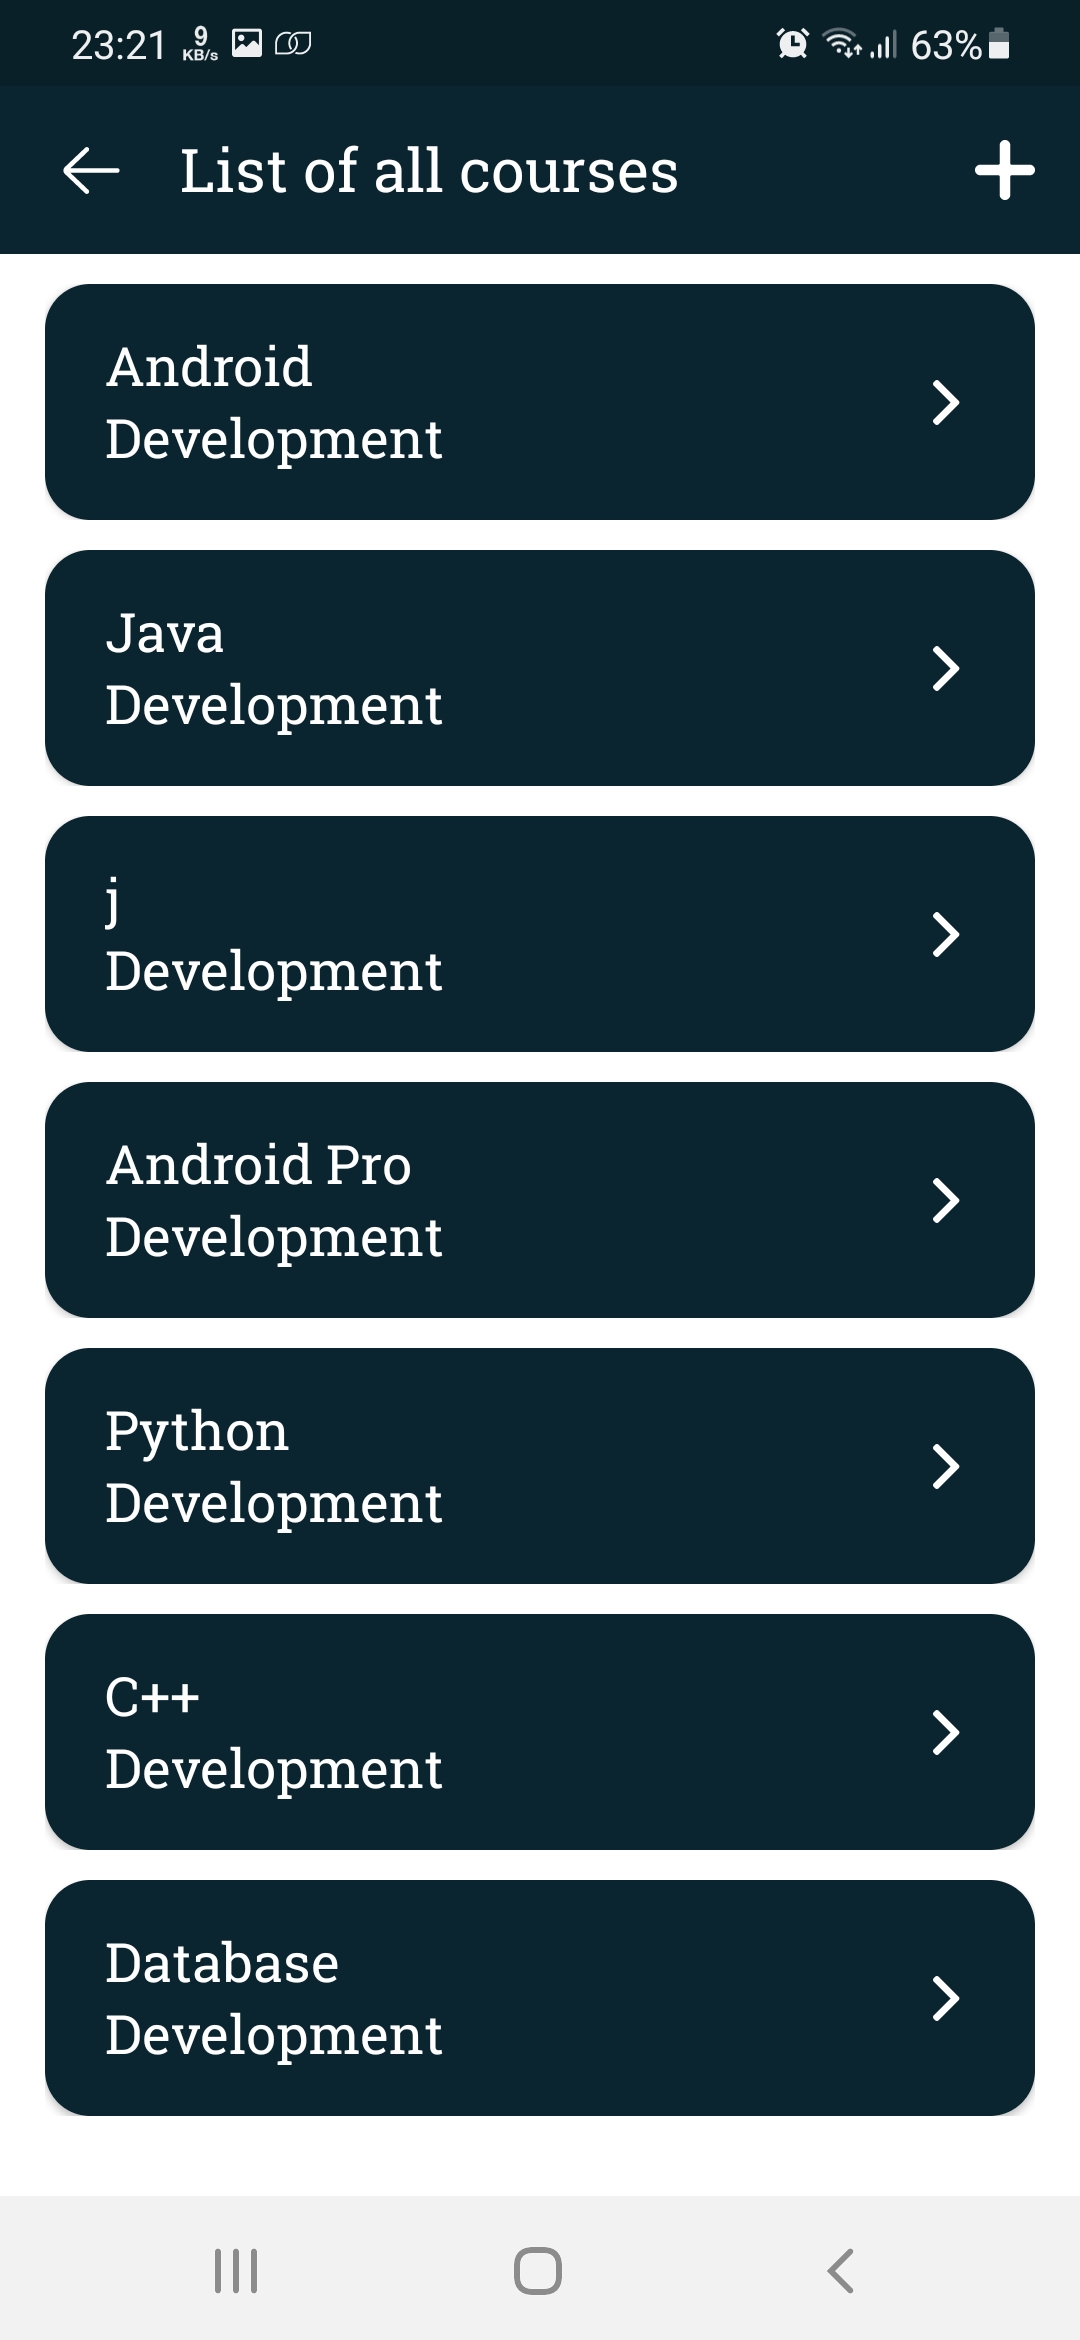 23:21 9 KB/s 63%
List of all courses
Android
Development
Java
Development
j
Development
Android Pro
Development
Python
Development
C++
Development
Database
Development